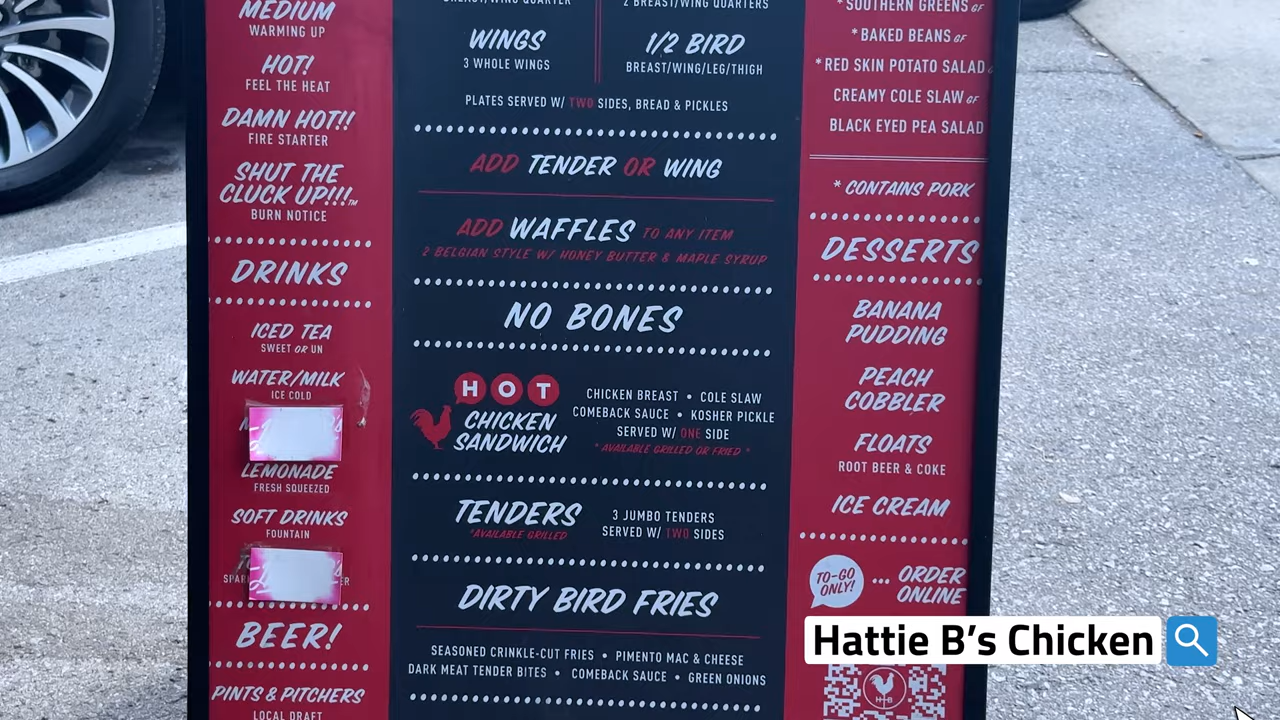 MEDIUM
WARMING UP
HOT!
FEEL THE HEAT
DAMN HOT!!
FIRE STARTER
SHUT THE
CLUCK UP!!!™
BURN NOTICE
DRINKS
ICED TEA
SWEET OR UN
WATER/MILK
ICE COLD
LEMONADE
FRESH SQUEEZED
SOFT DRINKS
FOUNTAIN
BEER!
PINTS & PITCHERS
LOCAL DRAFT
BREAST/WING QUARTER
2 BREAST/WING QUARTERS
WINGS
3 WHOLE WINGS
1/2 BIRD
BREAST/WING/LEG/THIGH
PLATES SERVED W/ TWO SIDES, BREAD & PICKLES
ADD TENDER OR WING
ADD WAFFLES TO ANY ITEM
2 BELGIAN STYLE W/ HONEY BUTTER & MAPLE SYRUP
NO BONES
HOT
CHICKEN
SANDWICH
CHICKEN BREAST • COLE SLAW
COMEBACK SAUCE • KOSHER PICKLE
SERVED W/ ONE SIDE
* AVAILABLE GRILLED OR FRIED *
TENDERS
*AVAILABLE GRILLED
3 JUMBO TENDERS
SERVED W/ TWO SIDES
DIRTY BIRD FRIES
SEASONED CRINKLE-CUT FRIES • PIMENTO MAC & CHEESE
DARK MEAT TENDER BITES • COMEBACK SAUCE • GREEN ONIONS
* SOUTHERN GREENS GF
* BAKED BEANS GF
* RED SKIN POTATO SALAD
CREAMY COLE SLAW GF
BLACK EYED PEA SALAD
* CONTAINS PORK
DESSERTS
BANANA
PUDDING
PEACH
COBBLER
FLOATS
ROOT BEER & COKE
ICE CREAM
TO-GO
ONLY!
... ORDER
ONLINE
Hattie B's Chicken
H B